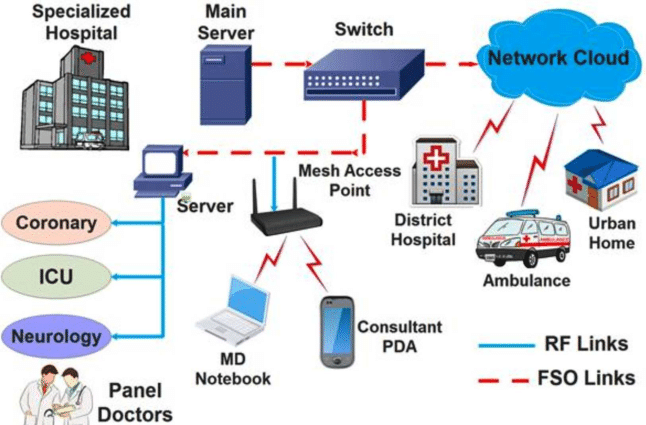 Specialized
Hospital
Main
Server
Switch
Network Cloud
Mesh Access
Point
Server
District
Hospital
Urban
Home
Ambulance
Coronary
ICU
Neurology
MD
Notebook
Consultant
PDA
Panel
Doctors
RF Links
FSO Links